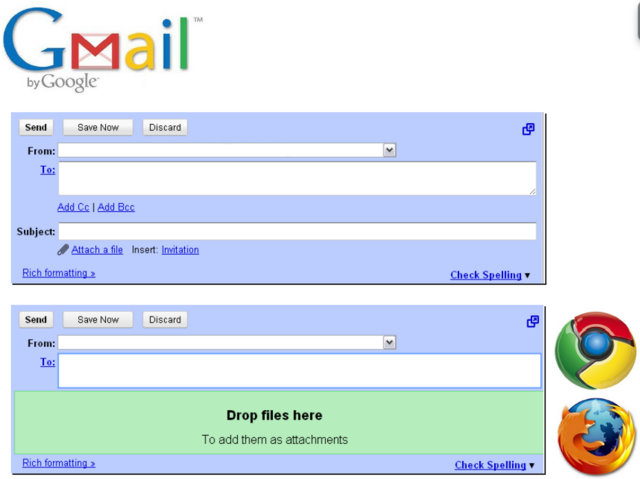 Gmail™
by Google™
Send Save Now Discard
From:
To:
Add Cc | Add Bcc
Subject:
Attach a file Insert: Invitation
Rich formatting » Check Spelling ▼
Send Save Now Discard
From:
To:
Drop files here
To add them as attachments
Rich formatting » Check Spelling ▼